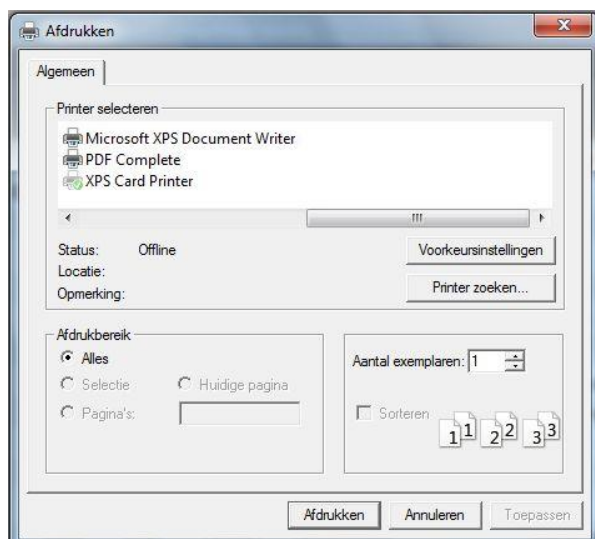 Afdrukken
Algemeen
Printer selecteren
Microsoft XPS Document Writer
PDF Complete
XPS Card Printer
Status: Offline
Voorkeursinstellingen
Locatie:
Opmerking:
Printer zoeken...
Afdrukbereik
Alles
Selectie
Huidige pagina
Pagina's:
Aantal exemplaren: 1
Sorteren
1 1 2 2 3 3
Afdrukken
Annuleren
Toepassen